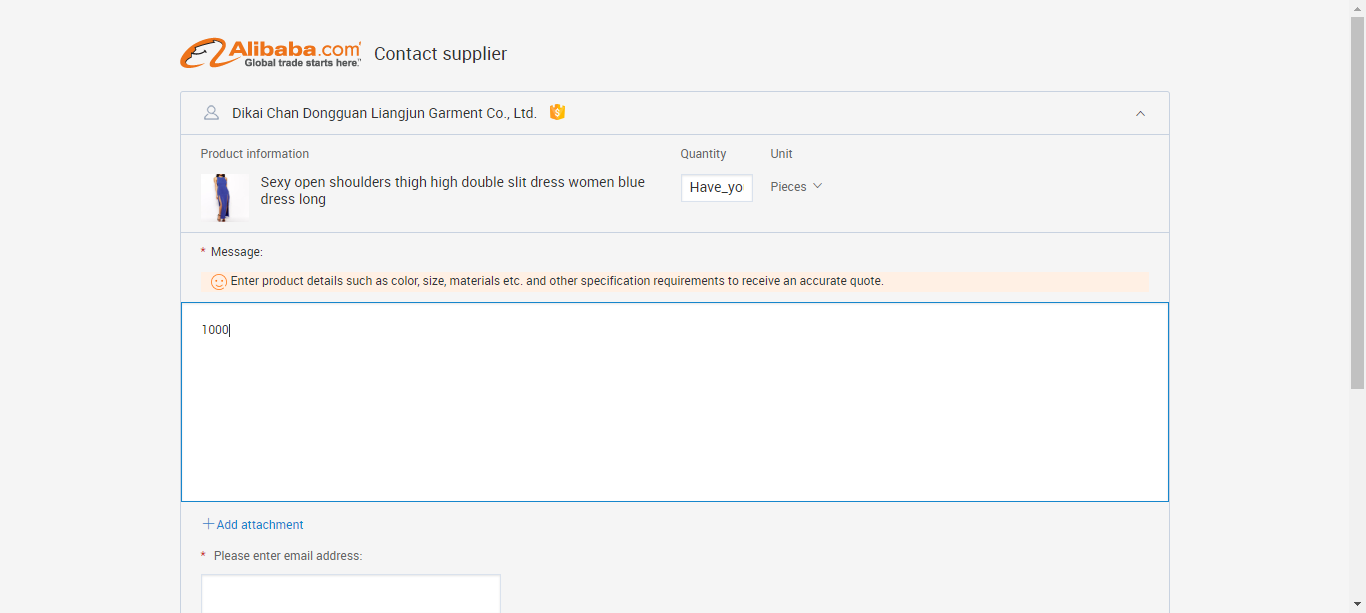 Alibaba.com
Global trade starts here.™
Contact supplier
Dikai Chan Dongguan Liangjun Garment Co., Ltd.
Product information
Quantity
Unit
Sexy open shoulders thigh high double slit dress women blue
dress long
Have_yo
Pieces
* Message:
Enter product details such as color, size, materials etc. and other specification requirements to receive an accurate quote.
1000
Add attachment
* Please enter email address: